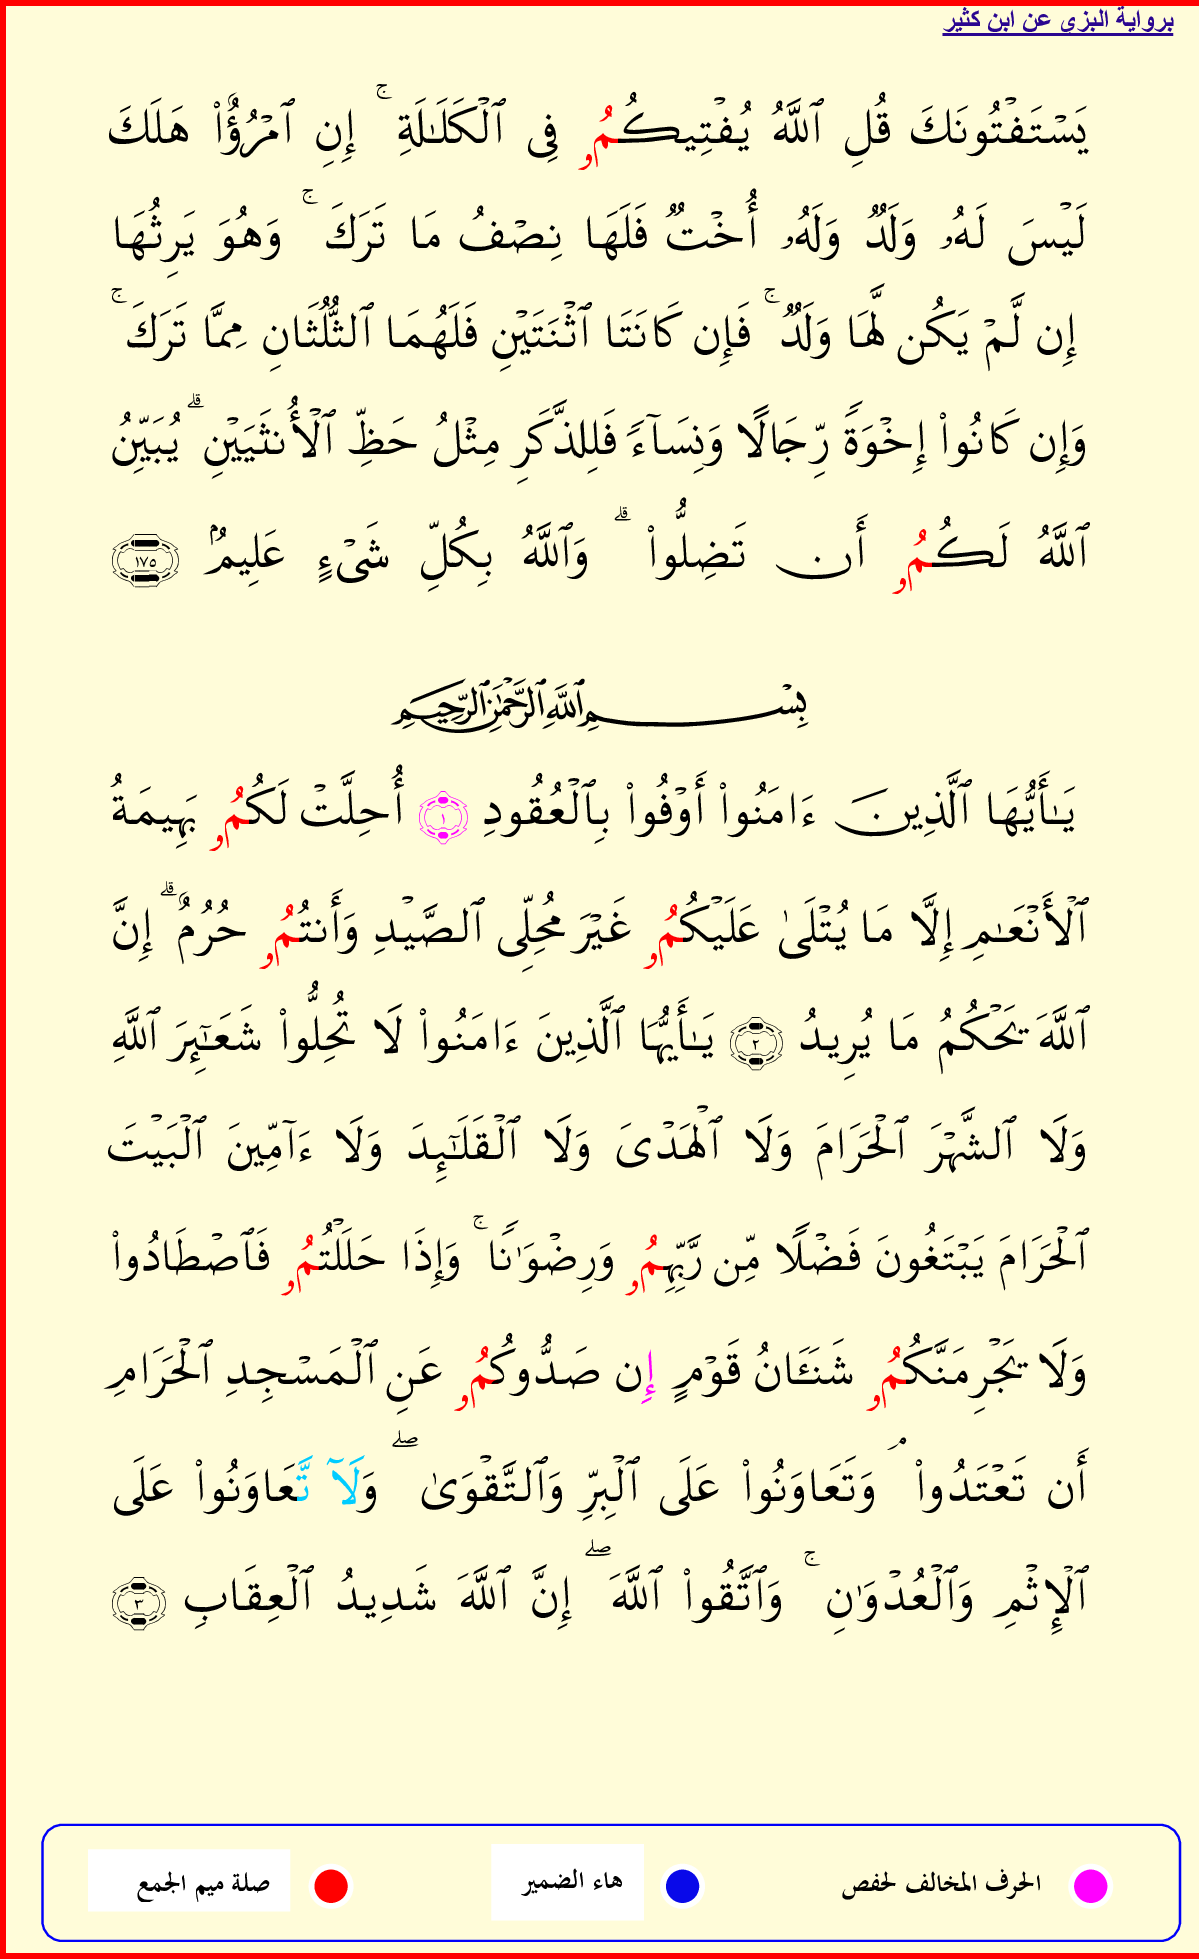 برواية البزي عن ابن كثير
يَسۡتَفۡتُونَكَ قُلِ ٱللَّهُ يُفۡتِيكُمُۥ فِي ٱلۡكَلَٰلَةِۚ إِنِ ٱمۡرُؤٌاْ هَلَكَ
لَيۡسَ لَهُۥ وَلَدٞ وَلَهُۥ أُخۡتٞ فَلَهَا نِصۡفُ مَا تَرَكَۚ وَهُوَ يَرِثُهَا
إِن لَّمۡ يَكُن لَّهَا وَلَدٞۚ فَإِن كَانَتَا ٱثۡنَتَيۡنِ فَلَهُمَا ٱلثُّلُثَانِ مِمَّا تَرَكَۚ
وَإِن كَانُواْ إِخۡوَةٗ رِّجَالٗا وَنِسَآءٗ فَلِلذَّكَرِ مِثۡلُ حَظِّ ٱلۡأُنثَيَيۡنِۗ يُبَيِّنُ
ٱللَّهُ لَكُمُۥ أَن تَضِلُّواْۗ وَٱللَّهُ بِكُلِّ شَيۡءٍ عَلِيمُۢ ١٧٥
بِسۡمِ ٱللَّهِ ٱلرَّحۡمَٰنِ ٱلرَّحِيمِ
يَٰٓأَيُّهَا ٱلَّذِينَ ءَامَنُواْ أَوۡفُواْ بِٱلۡعُقُودِ ١ أُحِلَّتۡ لَكُمُۥ بَهِيمَةُ
ٱلۡأَنۡعَٰمِ إِلَّا مَا يُتۡلَىٰ عَلَيۡكُمُۥ غَيۡرَ مُحِلِّي ٱلصَّيۡدِ وَأَنتُمُۥ حُرُمٌۗ إِنَّ
ٱللَّهَ يَحۡكُمُ مَا يُرِيدُ ٢ يَٰٓأَيُّهَا ٱلَّذِينَ ءَامَنُواْ لَا تُحِلُّواْ شَعَٰٓئِرَ ٱللَّهِ
وَلَا ٱلشَّهۡرَ ٱلۡحَرَامَ وَلَا ٱلۡهَدۡيَ وَلَا ٱلۡقَلَٰٓئِدَ وَلَا ءَآمِّينَ ٱلۡبَيۡتَ
ٱلۡحَرَامَ يَبۡتَغُونَ فَضۡلٗا مِّن رَّبِّهِمُۥ وَرِضۡوَٰنٗاۚ وَإِذَا حَلَلۡتُمُۥ فَٱصۡطَادُواْ
وَلَا يَجۡرِمَنَّكُمُۥ شَنَـَٔانُ قَوۡمٍ إِن صَدُّوكُمُۥ عَنِ ٱلۡمَسۡجِدِ ٱلۡحَرَامِ
أَن تَعۡتَدُواْۘ وَتَعَاوَنُواْ عَلَى ٱلۡبِرِّ وَٱلتَّقۡوَىٰۖ وَلَآ تَّعَاوَنُواْ عَلَى
ٱلۡإِثۡمِ وَٱلۡعُدۡوَٰنِۚ وَٱتَّقُواْ ٱللَّهَۖ إِنَّ ٱللَّهَ شَدِيدُ ٱلۡعِقَابِ ٣
الحرف المخالف لحفص هاء الضمير صلة ميم الجمع